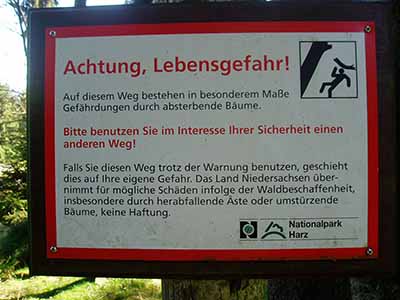 Achtung, Lebensgefahr!
Auf diesem Weg bestehen in besonderem Maße
Gefährdungen durch absterbende Bäume.
Bitte benutzen Sie im Interesse Ihrer Sicherheit einen
anderen Weg!
Falls Sie diesen Weg trotz der Warnung benutzen, geschieht
dies auf Ihre eigene Gefahr. Das Land Niedersachsen über-
nimmt für mögliche Schäden infolge der Waldbeschaffenheit,
insbesondere durch herabfallende Äste oder umstürzende
Bäume, keine Haftung.
Nationalpark
Harz